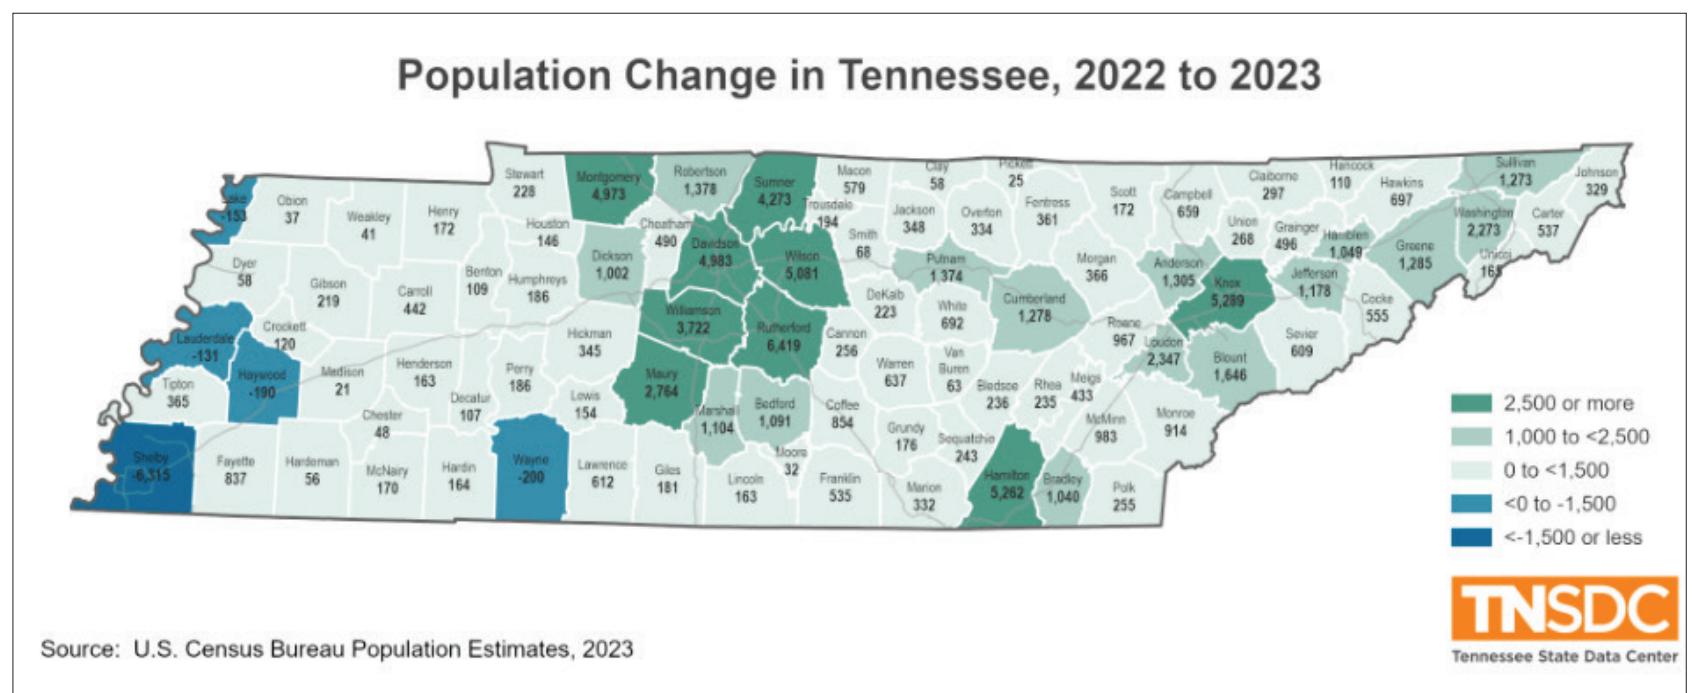 Population Change in Tennessee, 2022 to 2023
Stewart
228
Montgomery
4,973
Robertson
1,378
Sumner
4,273
Macon
579
Trousdale
194
Clay
58
Pickett
25
Scott
172
Campbell
659
Claiborne
297
Hancock
110
Hawkins
697
Sullivan
1,273
Johnson
329
Lake
-153
Obion
37
Weakley
41
Henry
172
Houston
146
Cheatham
490
Davidson
4,983
Wilson
5,081
Smith
68
Jackson
348
Overton
334
Fentress
361
Union
268
Grainger
496
Hamblen
1,049
Greene
1,285
Washington
2,273
Carter
537
Unicoi
165
Dyer
58
Gibson
219
Carroll
442
Benton
109
Humphreys
186
Dickson
1,002
Putnam
1,374
Morgan
366
Anderson
1,305
Knox
5,289
Jefferson
1,178
Cocke
555
Lauderdale
-131
Crockett
120
Hickman
345
Williamson
3,722
Rutherford
6,419
Cannon
256
DeKalb
223
White
692
Cumberland
1,278
Roane
967
Loudon
2,347
Blount
1,646
Sevier
609
Tipton
365
Haywood
-190
Madison
21
Henderson
163
Decatur
107
Perry
186
Lewis
154
Maury
2,764
Marshall
1,104
Bedford
1,091
Coffee
854
Warren
637
Van
Buren
63
Bledsoe
236
Rhea
235
Meigs
433
McMinn
983
Monroe
914
Shelby
-6,315
Fayette
837
Hardeman
56
Chester
48
McNairy
170
Hardin
164
Wayne
-200
Lawrence
612
Giles
181
Lincoln
163
Moore
32
Franklin
535
Grundy
176
Sequatchie
243
Marion
332
Hamilton
5,262
Bradley
1,040
Polk
255
2,500 or more
1,000 to <2,500
0 to <1,500
<0 to -1,500
<-1,500 or less
TNSDC
Tennessee State Data Center
Source: U.S. Census Bureau Population Estimates, 2023